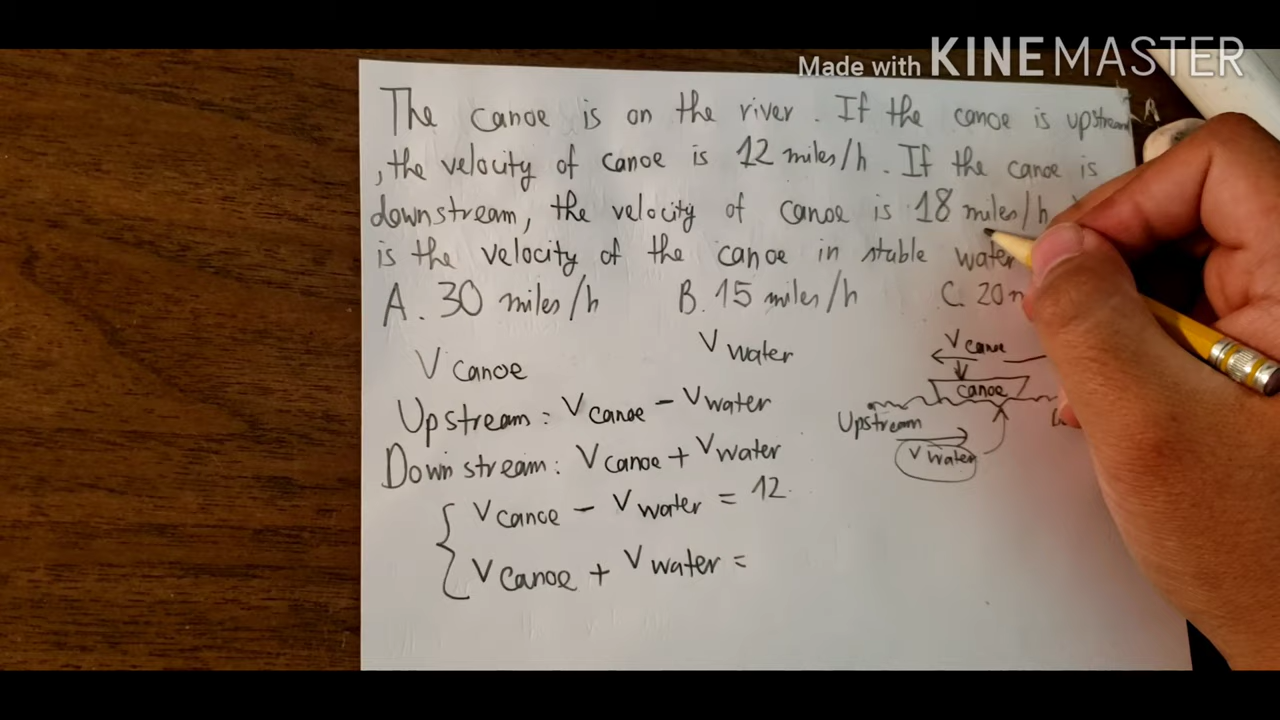 Made with KINEMASTER
The canoe is on the river. If the canoe is upstream
, the velocity of canoe is 12 miles/h. If the canoe is
downstream, the velocity of canoe is 18 miles/h
is the velocity of the canoe in stable water
A. 30 miles/h B. 15 miles/h C. 20
V canoe V water
Upstream: V canoe - V water
Downstream: V canoe + V water
V canoe - V water = 12
V canoe + V water =
V canoe
canoe
Upstream
V water